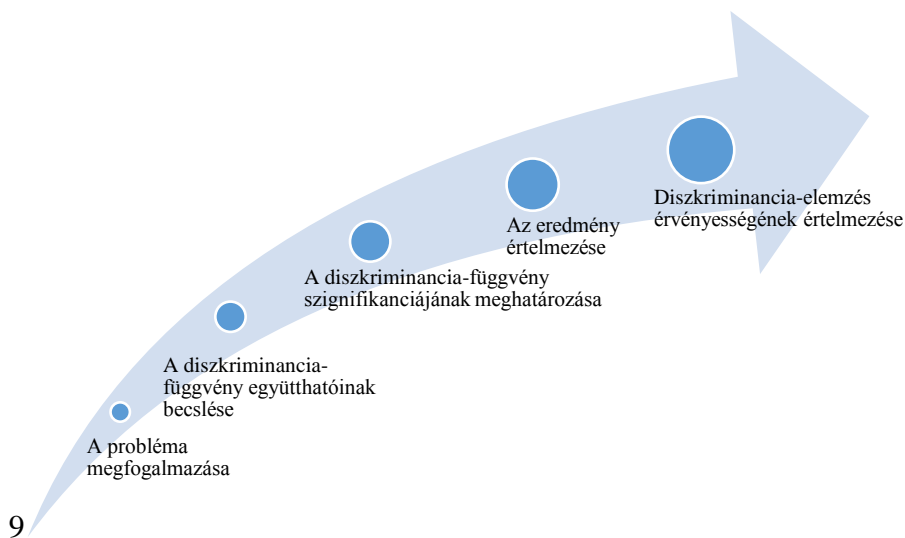 Diszkriminancia-elemzés
érvényességének értelmezése
Az eredmény
értelmezése
A diszkriminancia-függvény
szignifikanciájának meghatározása
A diszkriminancia-
függvény együtthatóinak
becslése
A probléma
megfogalmazása
9